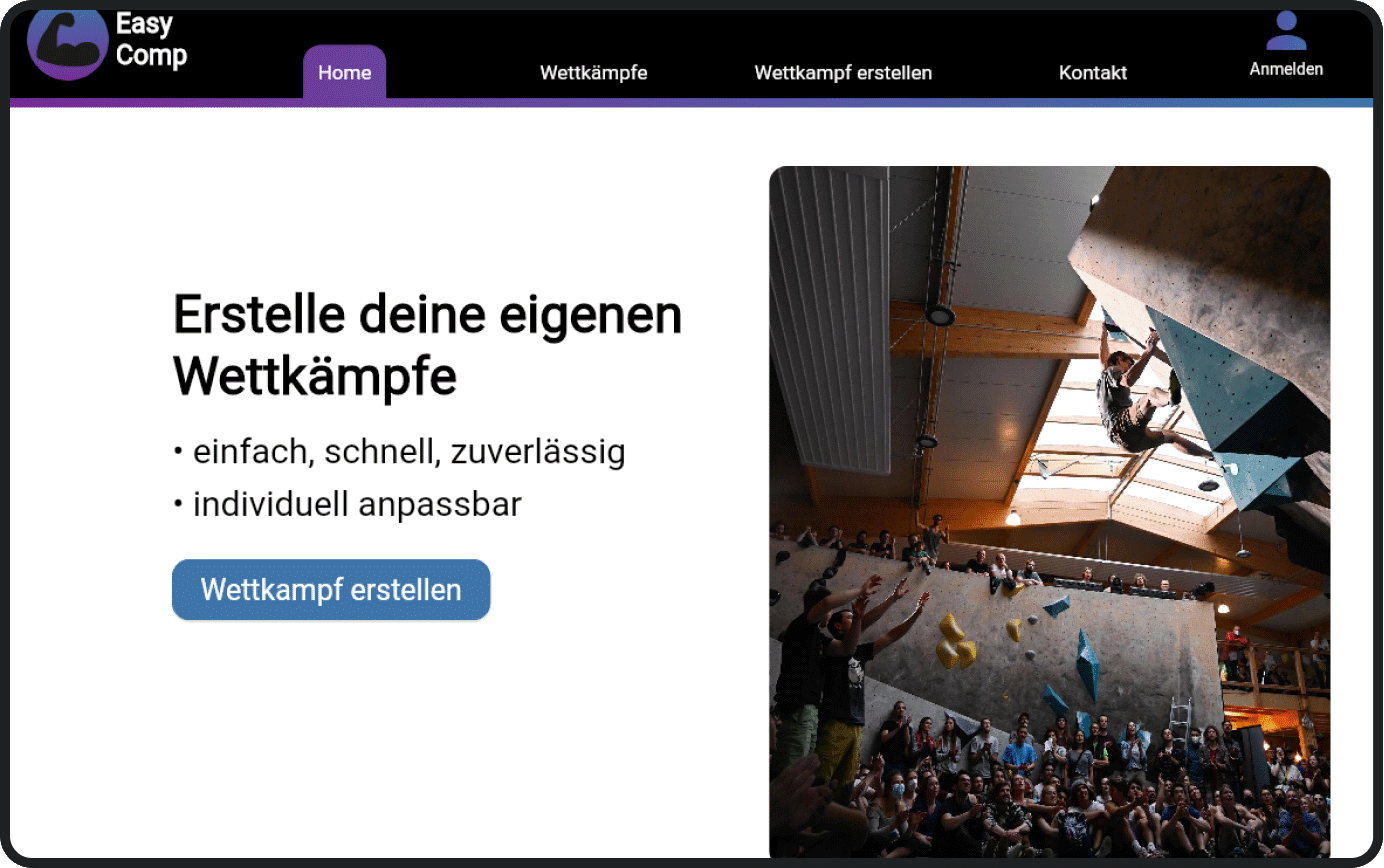 Easy
Comp
Home
Wettkämpfe
Wettkampf erstellen
Kontakt
Anmelden
Erstelle deine eigenen
Wettkämpfe
• einfach, schnell, zuverlässig
• individuell anpassbar
Wettkampf erstellen